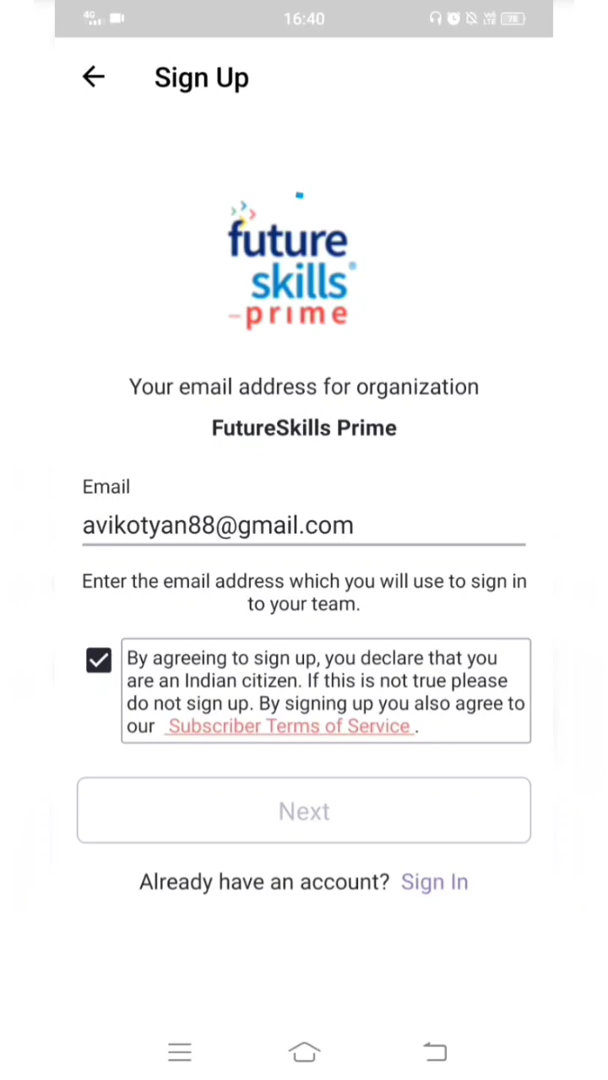 4G 16:40 78
Sign Up
future
skills
prime
Your email address for organization
FutureSkills Prime
Email
avikotyan88@gmail.com
Enter the email address which you will use to sign in
to your team.
By agreeing to sign up, you declare that you
are an Indian citizen. If this is not true please
do not sign up. By signing up you also agree to
our Subscriber Terms of Service .
Next
Already have an account? Sign In